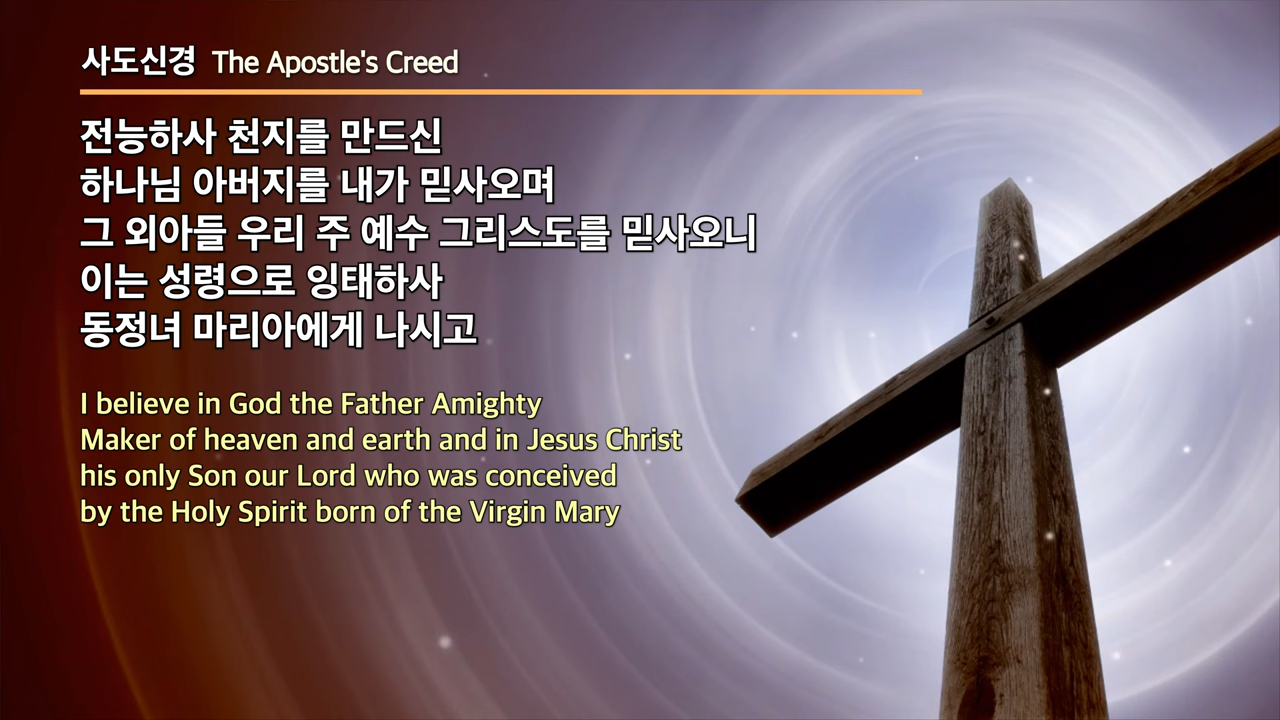 사도신경 The Apostle's Creed
전능하사 천지를 만드신
하나님 아버지를 내가 믿사오며
그 외아들 우리 주 예수 그리스도를 믿사오니
이는 성령으로 잉태하사
동정녀 마리아에게 나시고
I believe in God the Father Amighty
Maker of heaven and earth and in Jesus Christ
his only Son our Lord who was conceived
by the Holy Spirit born of the Virgin Mary